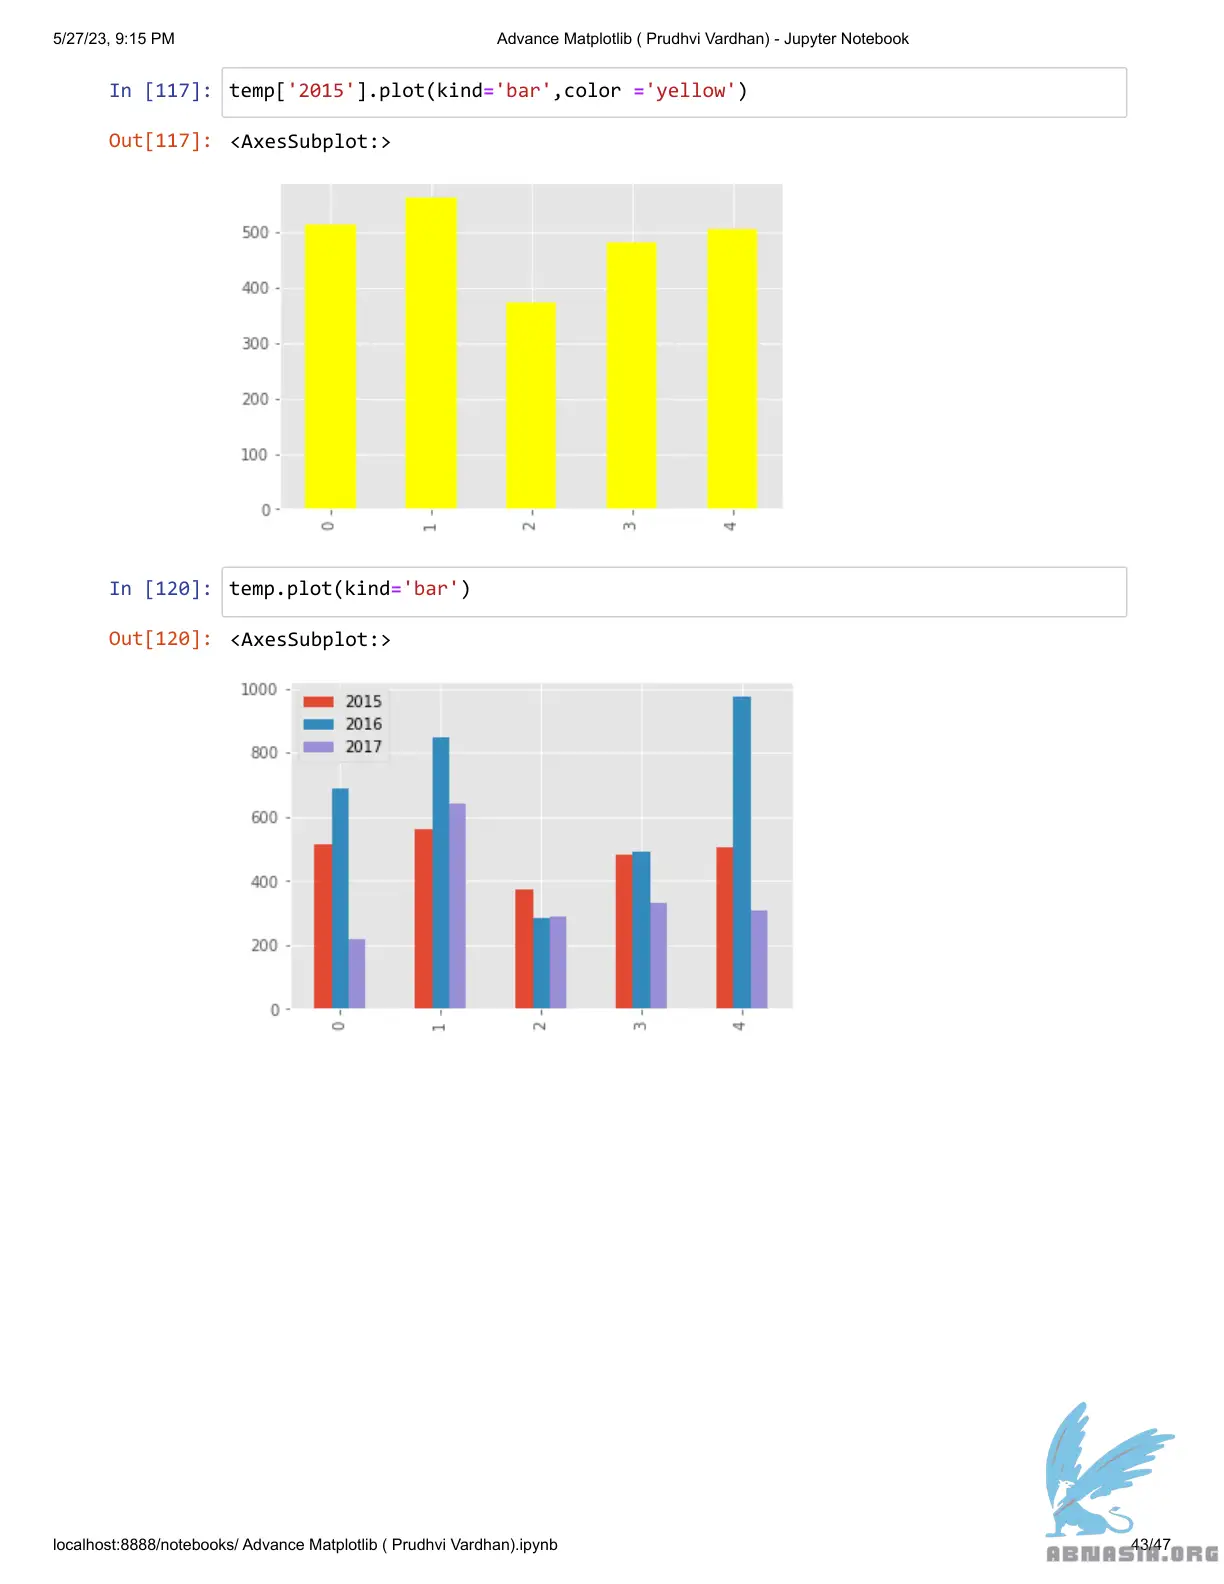 5/27/23, 9:15 PM Advance Matplotlib ( Prudhvi Vardhan) - Jupyter Notebook
In [117]: temp['2015'].plot(kind='bar',color ='yellow')
Out[117]: <AxesSubplot:>
500
400
300
200
100
0
0 1 2 3 4
In [120]: temp.plot(kind='bar')
Out[120]: <AxesSubplot:>
1000
800
600
400
200
0
2015
2016
2017
0 1 2 3 4
localhost:8888/notebooks/ Advance Matplotlib ( Prudhvi Vardhan).ipynb 43/47
ABNASIA.ORG